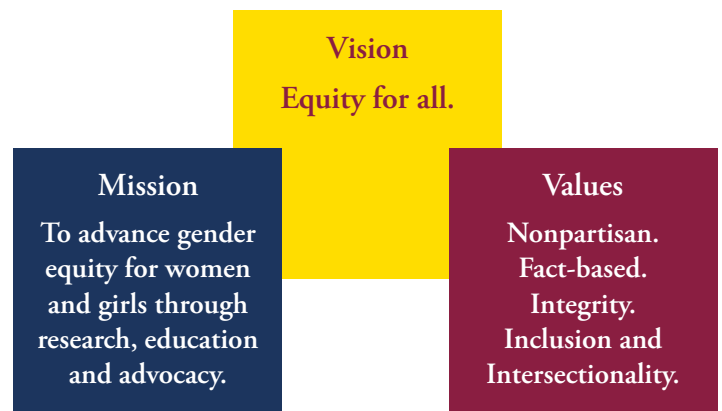 Vision
Equity for all.
Mission
To advance gender
equity for women
and girls through
research, education
and advocacy.
Values
Nonpartisan.
Fact-based.
Integrity.
Inclusion and
Intersectionality.